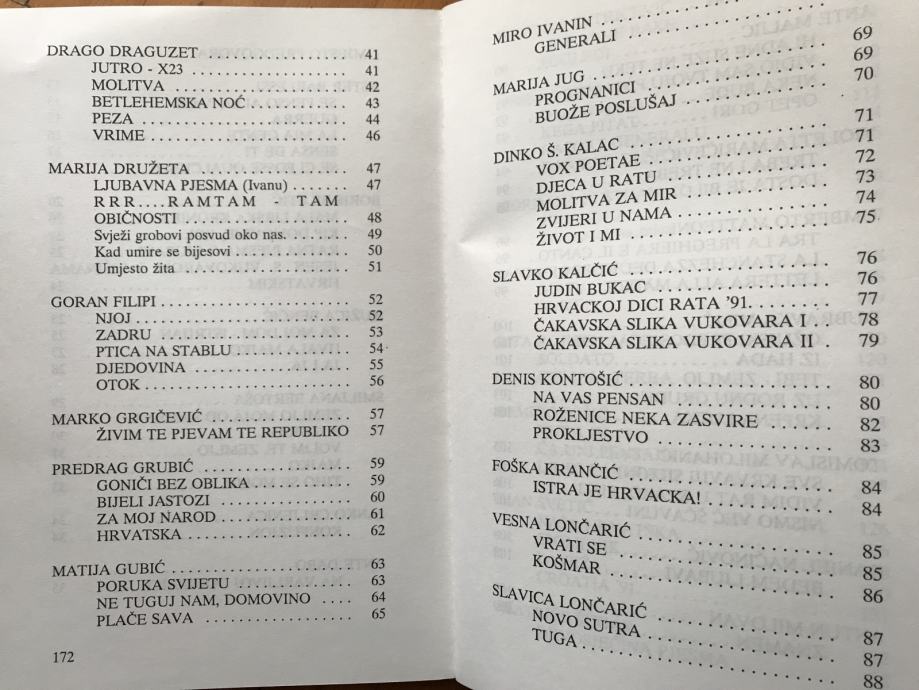 DRAGO DRAGUZET 41
JUTRO - X23 41
MOLITVA 42
BETLEHEMSKA NOĆ 43
PEZA 44
VRIME 46
MARIJA DRUŽETA 47
LJUBAVNA PJESMA (Ivanu) 47
R R R .... R A M T A M - T A M
OBIČNOSTI 48
Svježi grobovi posvud oko nas. 49
Kad umire se bijesovi 50
Umjesto žita 51
GORAN FILIPI 52
NJOJ 52
ZADRU 53
PTICA NA STABLU 54
DJEDOVINA 55
OTOK 56
MARKO GRGIČEVIĆ 57
ŽIVIM TE PJEVAM TE REPUBLIKO 57
PREDRAG GRUBIĆ 59
GONIČI BEZ OBLIKA 59
BIJELI JASTOZI 60
ZA MOJ NAROD 61
HRVATSKA 62
MATIJA GUBIĆ 63
PORUKA SVIJETU 63
NE TUGUJ NAM, DOMOVINO 64
PLAČE SAVA 65
172
MIRO IVANIN 69
GENERALI 69
MARIJA JUG 70
PROGNANICI
BUOŽE POSLUŠAJ 71
DINKO Š. KALAC 71
VOX POETAE 72
DJECA U RATU 73
MOLITVA ZA MIR 74
ZVIJERI U NAMA 75
ŽIVOT I MI
SLAVKO KALČIĆ 76
JUDIN BUKAC 76
HRVACKOJ DICI RATA '91. 77
ČAKAVSKA SLIKA VUKOVARA I 78
ČAKAVSKA SLIKA VUKOVARA II 79
DENIS KONTOŠIĆ 80
NA VAS PENSAN 80
ROŽENICE NEKA ZASVIRE 82
PROKLJESTVO 83
FOŠKA KRANČIĆ 84
ISTRA JE HRVACKA! 84
VESNA LONČARIĆ 85
VRATI SE 85
KOŠMAR 86
SLAVICA LONČARIĆ 87
NOVO SUTRA 87
TUGA 88